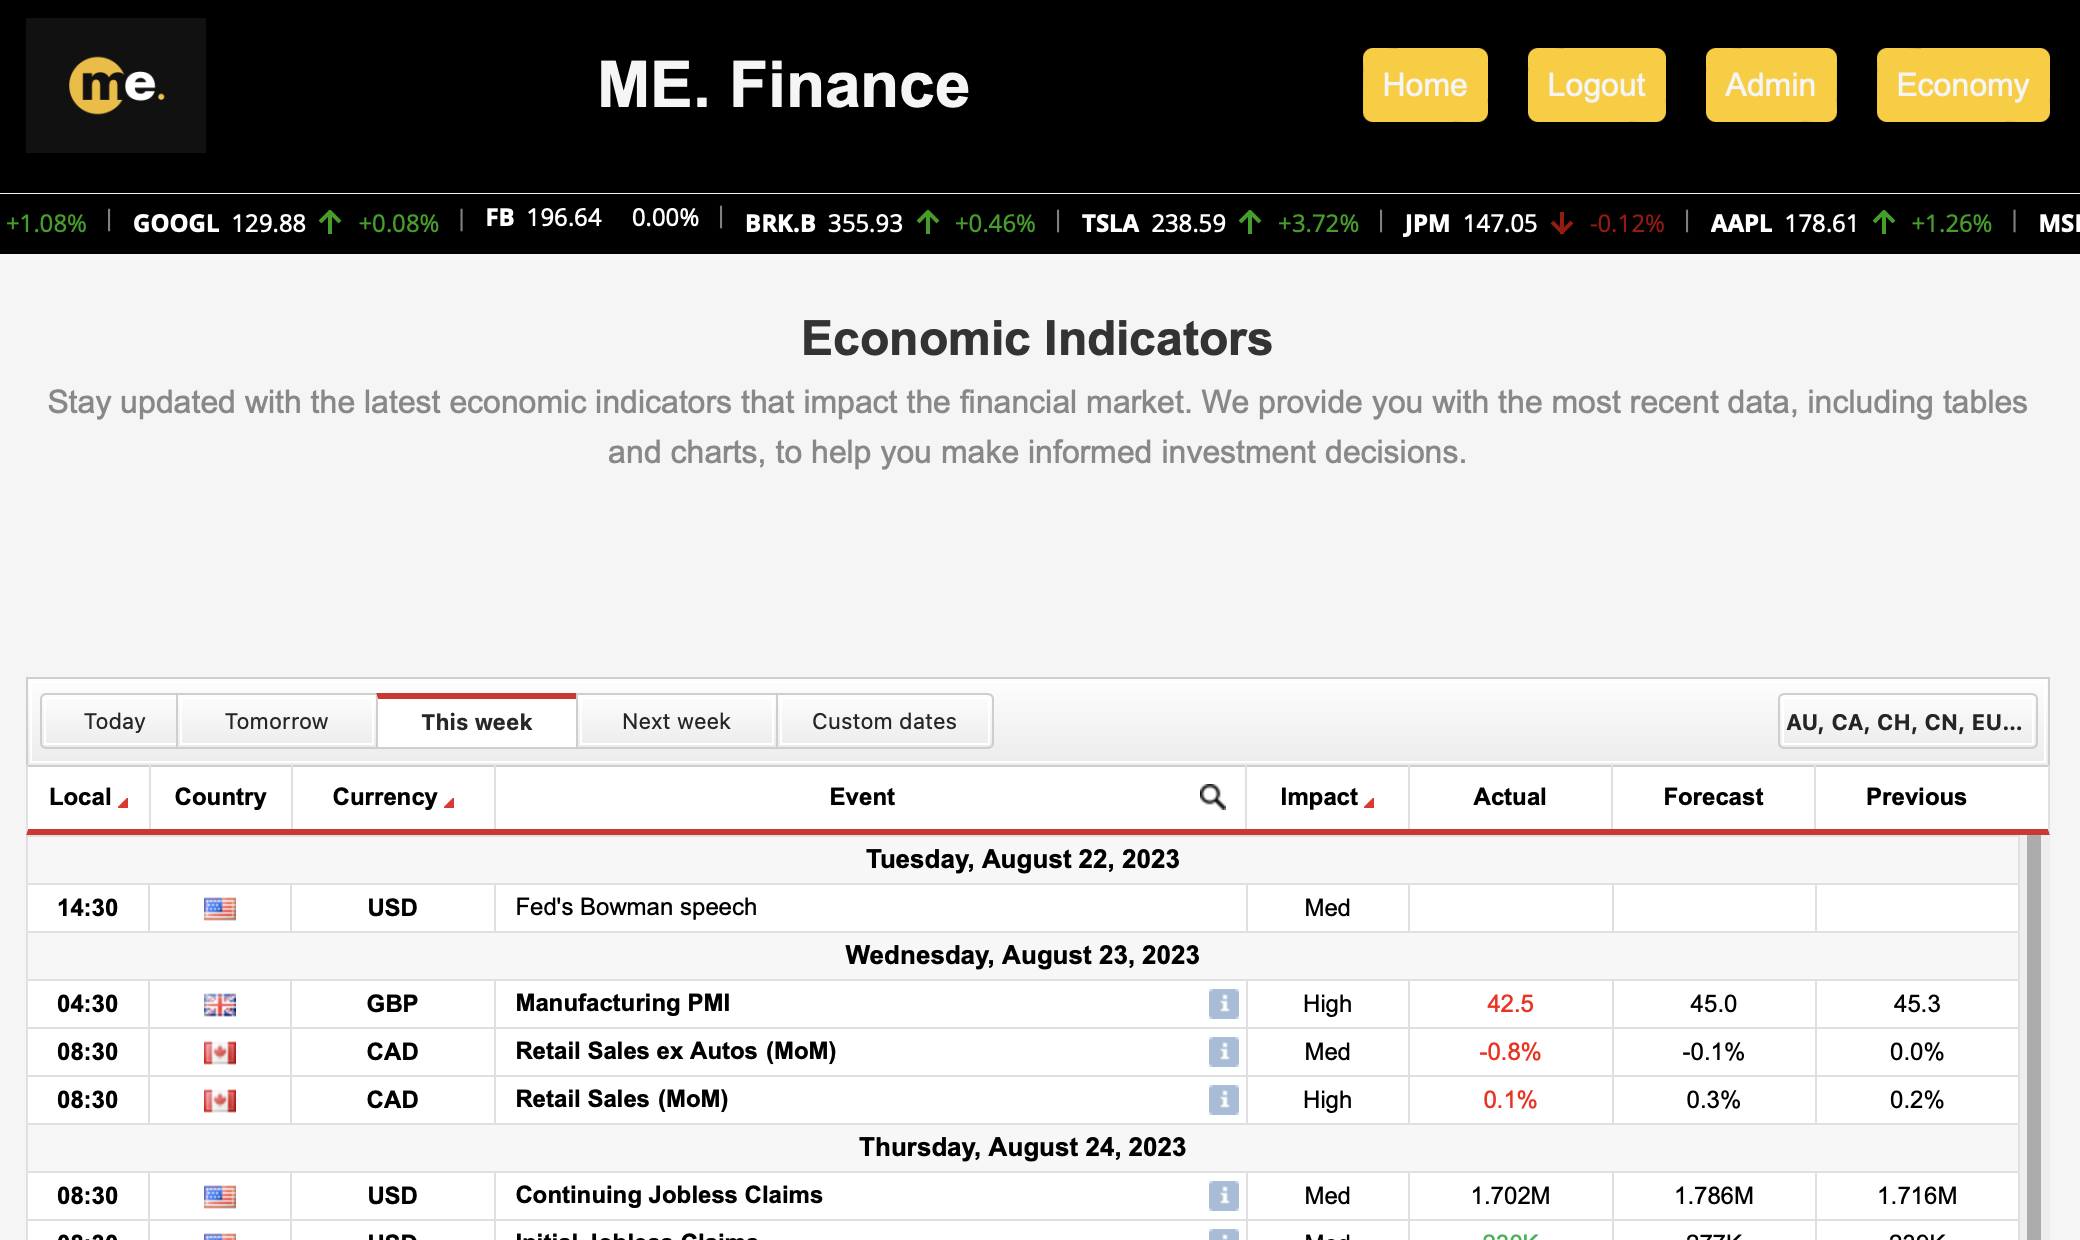 me.
ME. Finance
Home Logout Admin Economy
+1.08% | GOOGL 129.88 +0.08% | FB 196.64 0.00% | BRK.B 355.93 +0.46% | TSLA 238.59 +3.72% | JPM 147.05 -0.12% | AAPL 178.61 +1.26% |
Economic Indicators
Stay updated with the latest economic indicators that impact the financial market. We provide you with the most recent data, including tables
and charts, to help you make informed investment decisions.
Today Tomorrow This week Next week Custom dates AU, CA, CH, CN, EU...
Local Country Currency Event Impact Actual Forecast Previous
Tuesday, August 22, 2023
14:30 USD Fed's Bowman speech Med
Wednesday, August 23, 2023
04:30 GBP Manufacturing PMI i High 42.5 45.0 45.3
08:30 CAD Retail Sales ex Autos (MoM) i Med -0.8% -0.1% 0.0%
08:30 CAD Retail Sales (MoM) i High 0.1% 0.3% 0.2%
Thursday, August 24, 2023
08:30 USD Continuing Jobless Claims i Med 1.702M 1.786M 1.716M